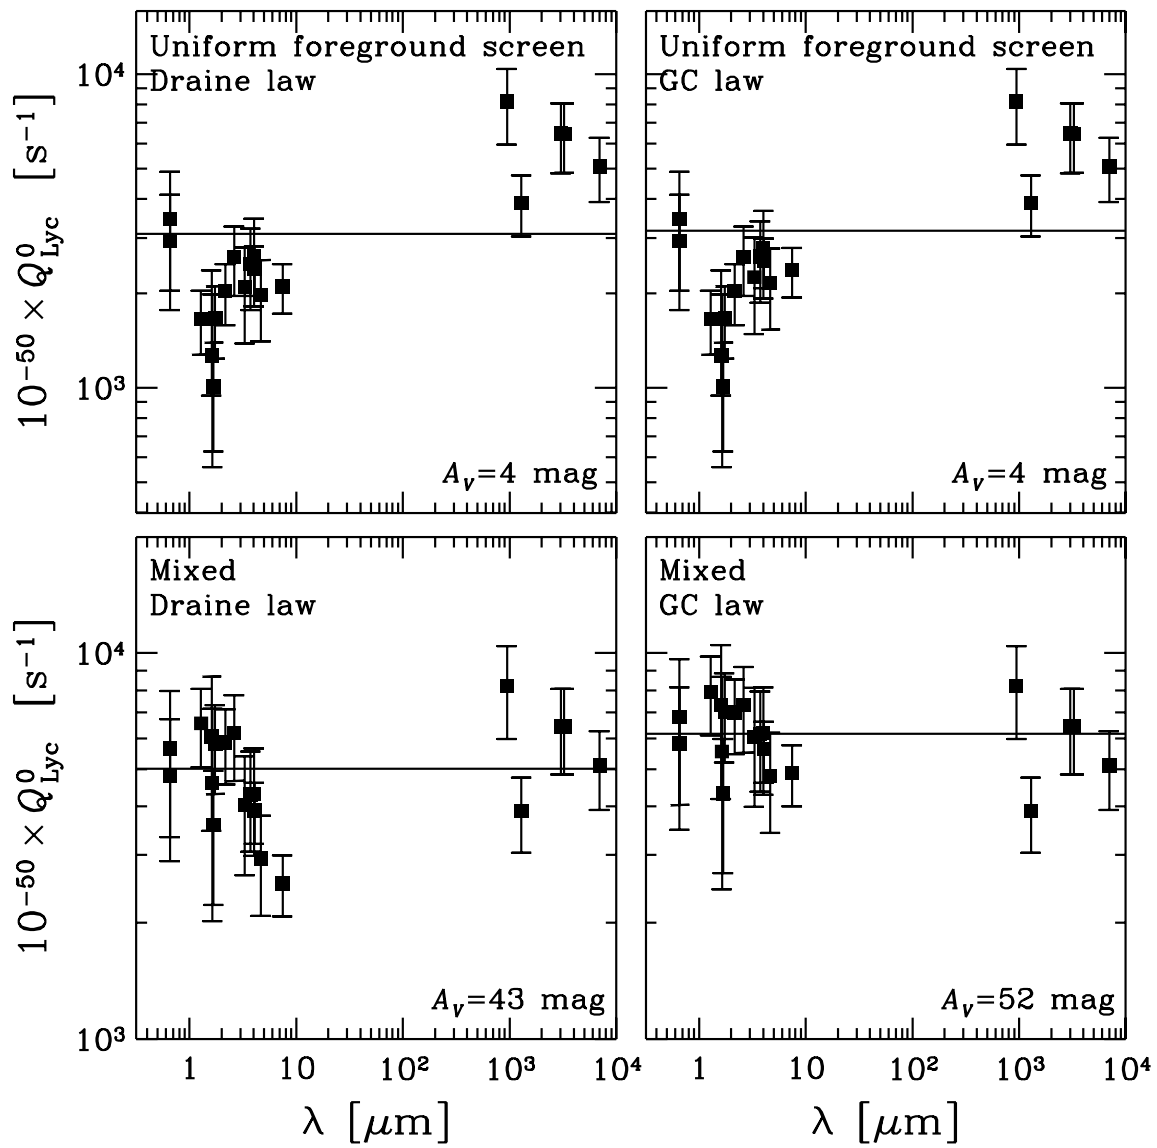 Uniform foreground screen
Draine law
10⁴
10³
10⁻⁵⁰ × Q⁰Lyc [s⁻¹]
A_V=4 mag
Uniform foreground screen
GC law
A_V=4 mag
Mixed
Draine law
10⁴
10³
10⁻⁵⁰ × Q⁰Lyc [s⁻¹]
A_V=43 mag
1 10 10² 10³ 10⁴
λ [μm]
Mixed
GC law
A_V=52 mag
1 10 10² 10³ 10⁴
λ [μm]